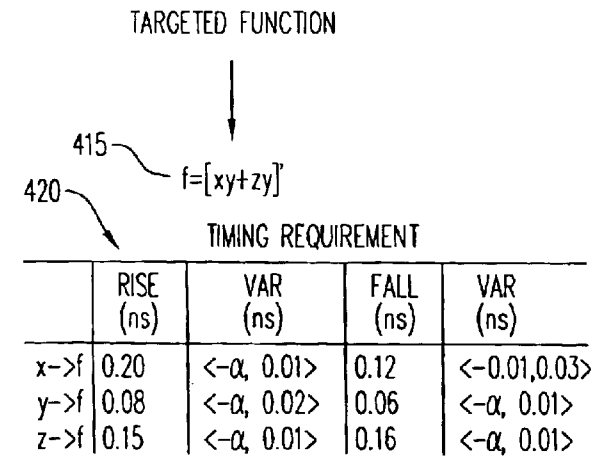 TARGETED FUNCTION
415
f=[xy+zy]'
420
TIMING REQUIREMENT
RISE (ns) VAR (ns) FALL (ns) VAR (ns)
x->f 0.20 <-α, 0.01> 0.12 <-0.01,0.03>
y->f 0.08 <-α, 0.02> 0.06 <-α, 0.01>
z->f 0.15 <-α, 0.01> 0.16 <-α, 0.01>